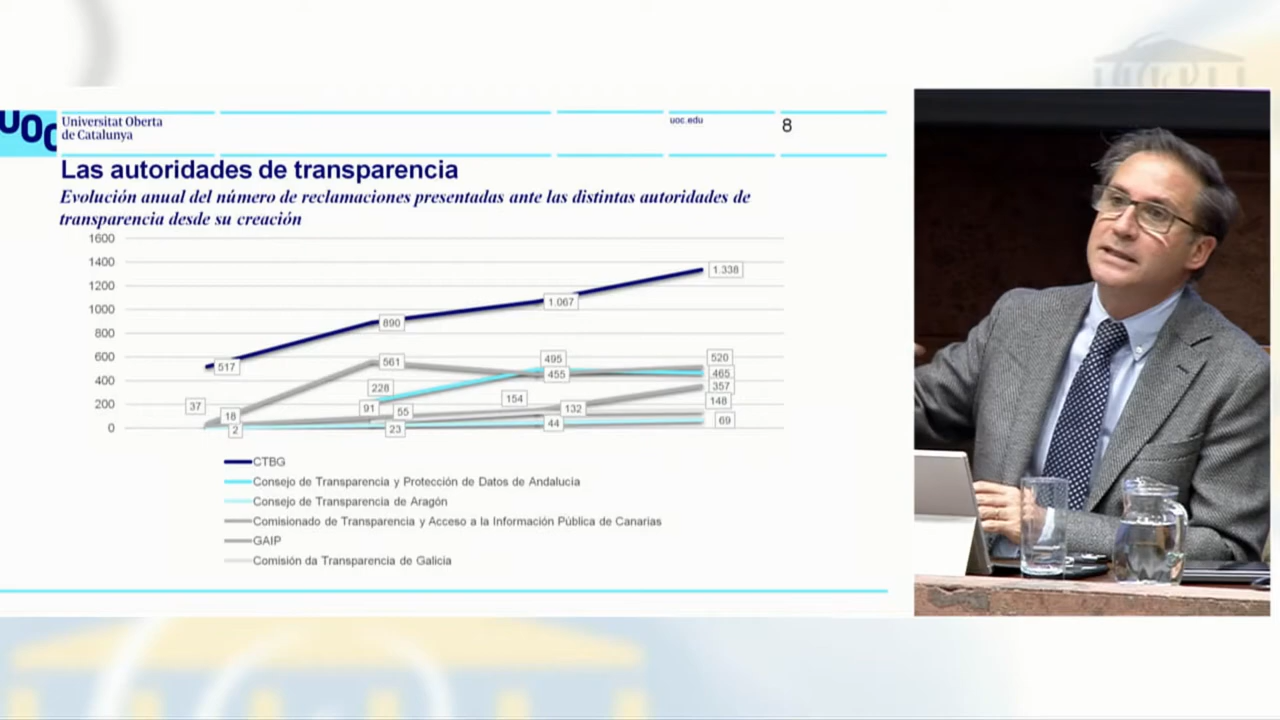 UOC
Universitat Oberta
de Catalunya
uoc.edu
8
Las autoridades de transparencia
Evolución anual del número de reclamaciones presentadas ante las distintas autoridades de
transparencia desde su creación
1600
1400
1200
1000
800
600
400
200
0
1.338
1.067
890
517
561
495
455
520
465
357
148
69
228
91
55
23
154
132
44
37
18
2
CTBG
Consejo de Transparencia y Protección de Datos de Andalucía
Consejo de Transparencia de Aragón
Comisionado de Transparencia y Acceso a la Información Pública de Canarias
GAIP
Comisión da Transparencia de Galicia